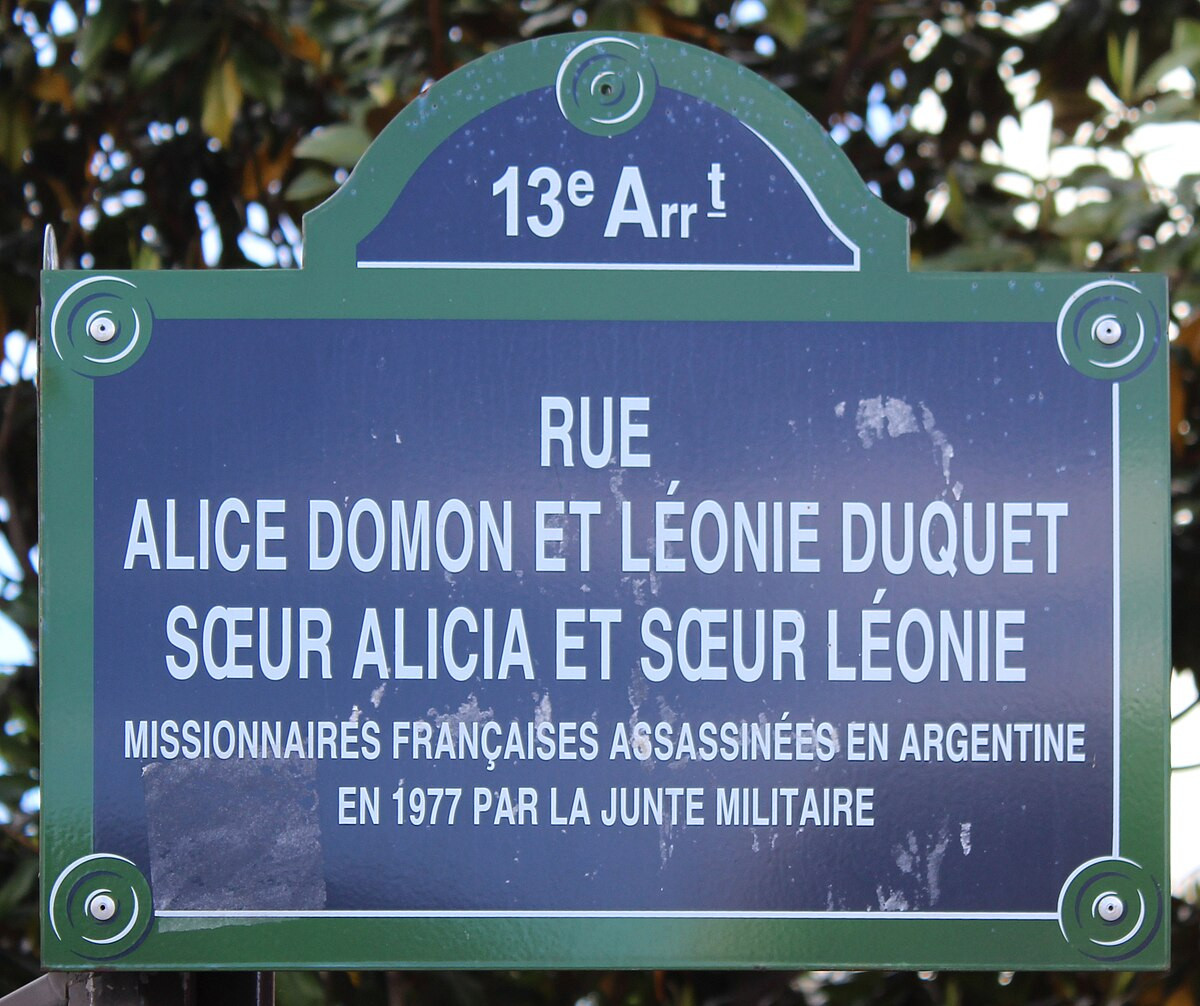 13e Arrt
RUE
ALICE DOMON ET LÉONIE DUQUET
SŒUR ALICIA ET SŒUR LÉONIE
MISSIONNAIRES FRANÇAISES ASSASSINÉES EN ARGENTINE
EN 1977 PAR LA JUNTE MILITAIRE